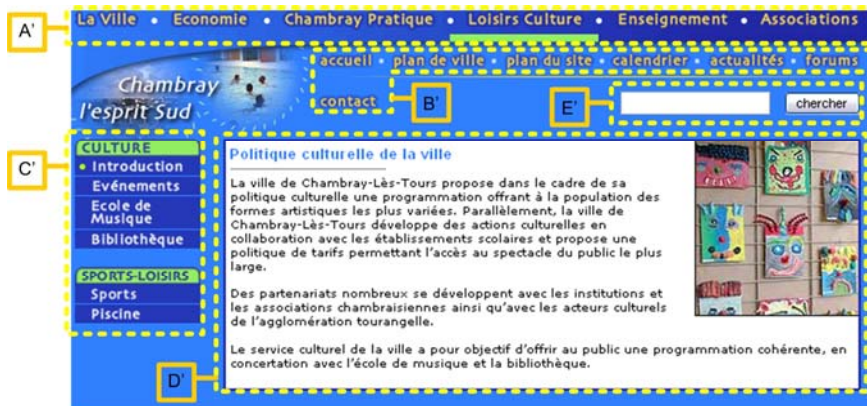 A'
La Ville • Economie • Chambray Pratique • Loisirs Culture • Enseignement • Associations
accueil • plan de ville • plan du site • calendrier • actualités • forums
contact
B'
E'
chercher
Chambray
l'esprit Sud
C'
CULTURE
• Introduction
Evénements
Ecole de
Musique
Bibliothèque
SPORTS-LOISIRS
Sports
Piscine
Politique culturelle de la ville
La ville de Chambray-Lès-Tours propose dans le cadre de sa
politique culturelle une programmation offrant à la population des
formes artistiques les plus variées. Parallèlement, la ville de
Chambray-Lès-Tours développe des actions culturelles en
collaboration avec les établissements scolaires et propose une
politique de tarifs permettant l'accès au spectacle du public le plus
large.
Des partenariats nombreux se développent avec les institutions et
les associations chambraisiennes ainsi qu'avec les acteurs culturels
de l'agglomération tourangelle.
Le service culturel de la ville a pour objectif d'offrir au public une programmation cohérente, en
concertation avec l'école de musique et la bibliothèque.
D'